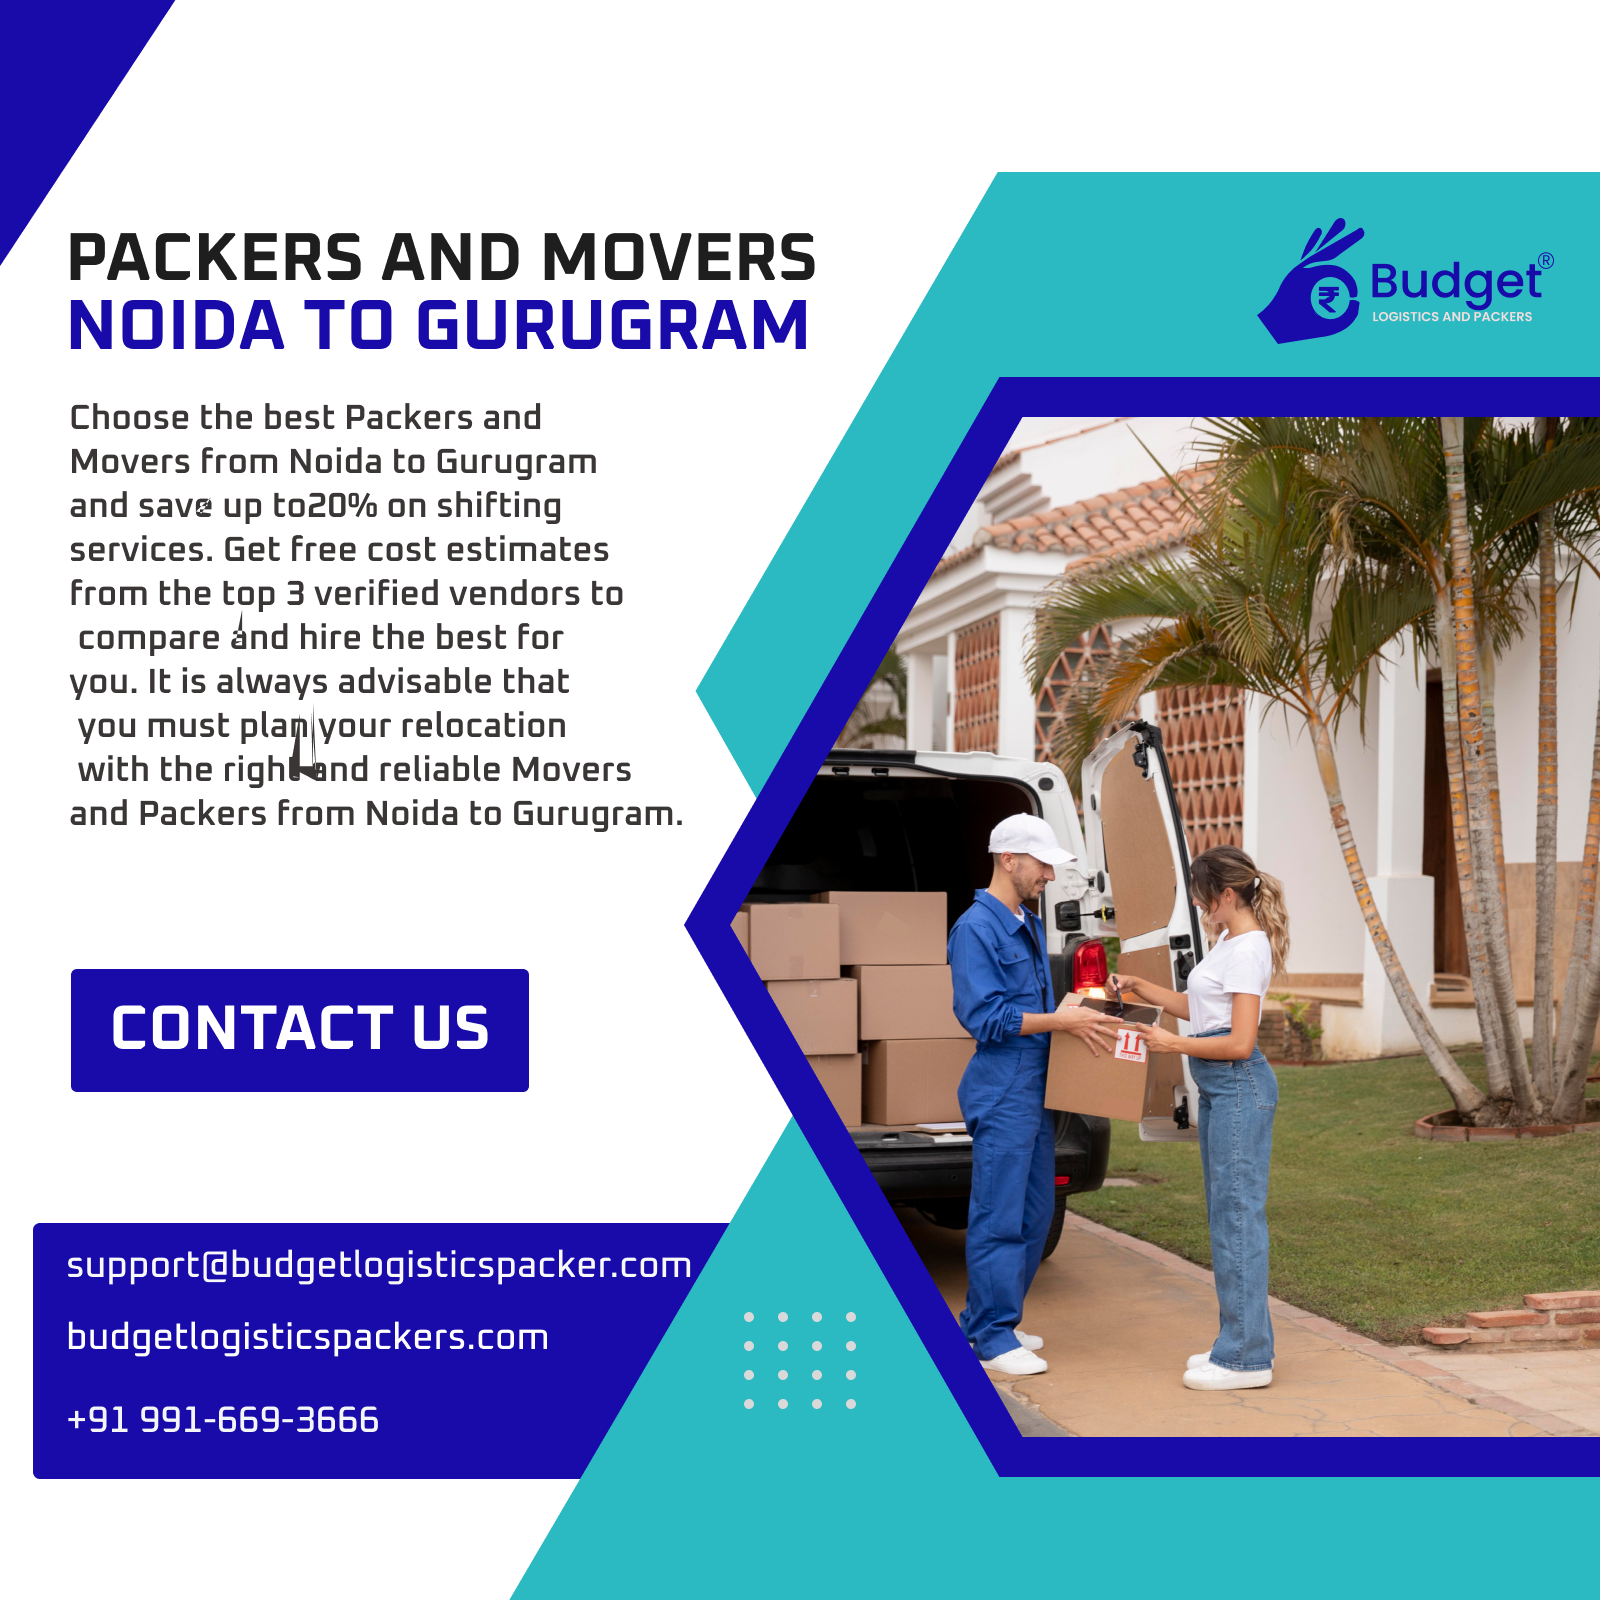 Budget®
LOGISTICS AND PACKERS
PACKERS AND MOVERS
NOIDA TO GURUGRAM
Choose the best Packers and
Movers from Noida to Gurugram
and save up to20% on shifting
services. Get free cost estimates
from the top 3 verified vendors to
compare and hire the best for
you. It is always advisable that
you must plan your relocation
with the right and reliable Movers
and Packers from Noida to Gurugram.
CONTACT US
support@budgetlogisticspacker.com
budgetlogisticspackers.com
+91 991-669-3666